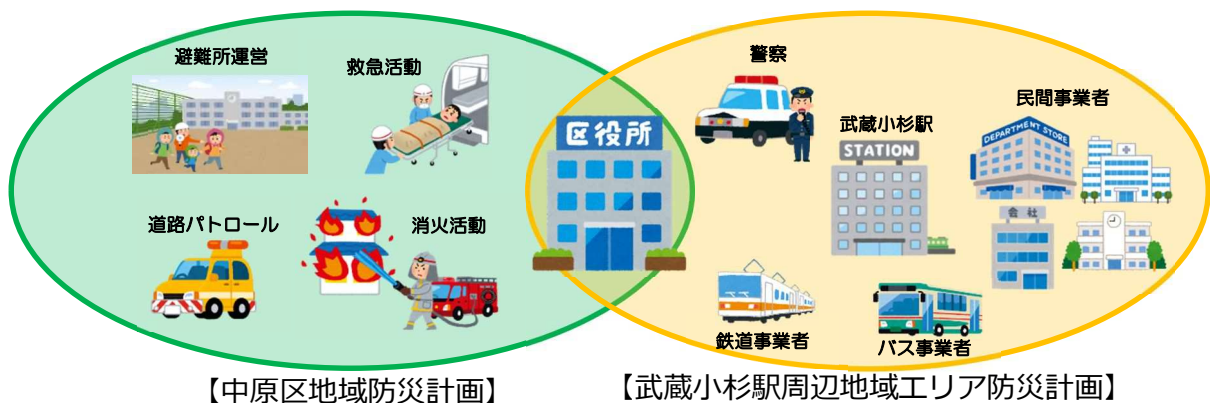 避難所運営
救急活動
道路パトロール
消火活動
区役所
警察
武蔵小杉駅
STATION
民間事業者
DEPARTMENT STORE
会社
鉄道事業者
バス事業者
【中原区地域防災計画】
【武蔵小杉駅周辺地域エリア防災計画】